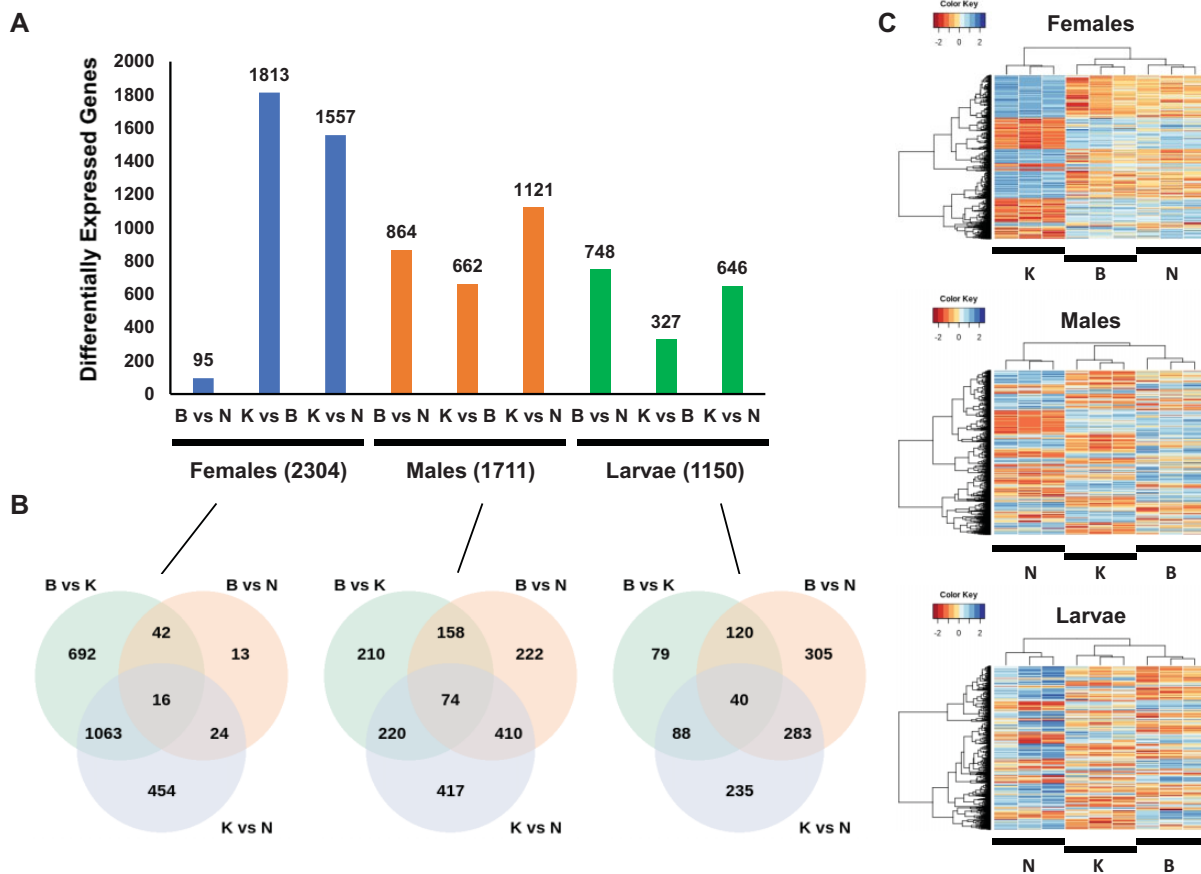 A
Differentially Expressed Genes
2000
1800
1600
1400
1200
1000
800
600
400
200
0
95
1813
1557
864
662
1121
748
327
646
B vs N K vs B K vs N B vs N K vs B K vs N B vs N K vs B K vs N
Females (2304) Males (1711) Larvae (1150)
B
B vs K
B vs N
692
42
13
16
1063
24
454
K vs N
B vs K
B vs N
210
158
222
74
220
410
417
K vs N
B vs K
B vs N
79
120
305
40
88
283
235
K vs N
C
Color Key
-2 0 2
Females
K B N
Color Key
-2 0 2
Males
N K B
Color Key
-2 0 2
Larvae
N K B